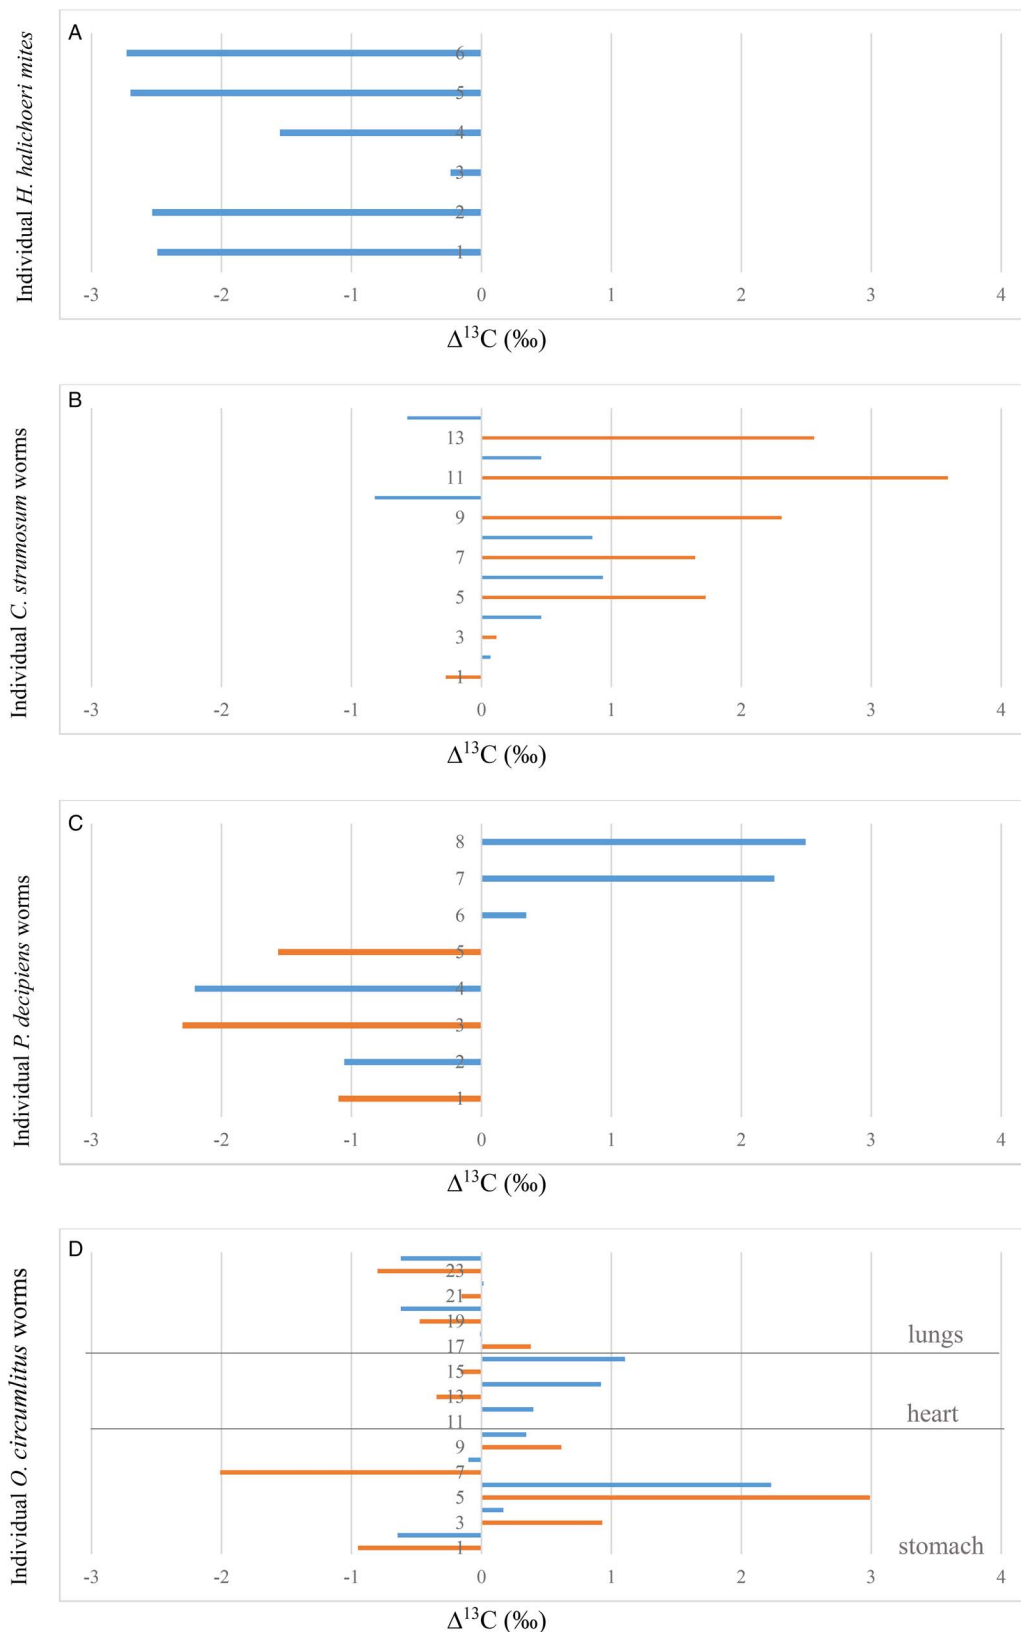 A
Individual H. halichoeri mites
6
5
4
3
2
1
-3 -2 -1 0 1 2 3 4
Δ13C (‰)
B
Individual C. strumosum worms
13
11
9
7
5
3
1
-3 -2 -1 0 1 2 3 4
Δ13C (‰)
C
Individual P. decipiens worms
8
7
6
5
4
3
2
1
-3 -2 -1 0 1 2 3 4
Δ13C (‰)
D
Individual O. circumlitus worms
23
21
19
lungs
17
15
13
heart
11
9
7
5
3
stomach
1
-3 -2 -1 0 1 2 3 4
Δ13C (‰)